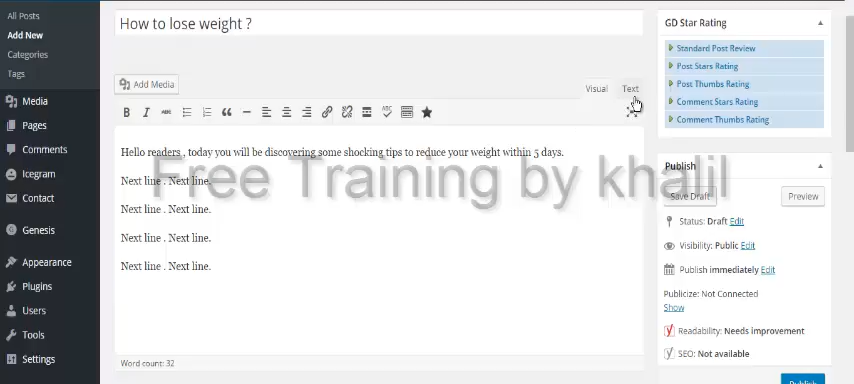 All Posts
Add New
Categories
Tags
Media
Pages
Comments
Icegram
Contact
Genesis
Appearance
Plugins
Users
Tools
Settings
How to lose weight ?
Add Media
Visual
Text
B I ABC
ABC
Hello readers , today you will be discovering some shocking tips to reduce your weight within 5 days.
Next line . Next line.
Next line . Next line.
Next line . Next line.
Next line . Next line.
Free Training by khalil
Word count: 32
GD Star Rating
Standard Post Review
Post Stars Rating
Post Thumbs Rating
Comment Stars Rating
Comment Thumbs Rating
Publish
Save Draft
Preview
Status: Draft Edit
Visibility: Public Edit
Publish immediately Edit
Publicize: Not Connected
Show
Readability: Needs improvement
SEO: Not available
Publish